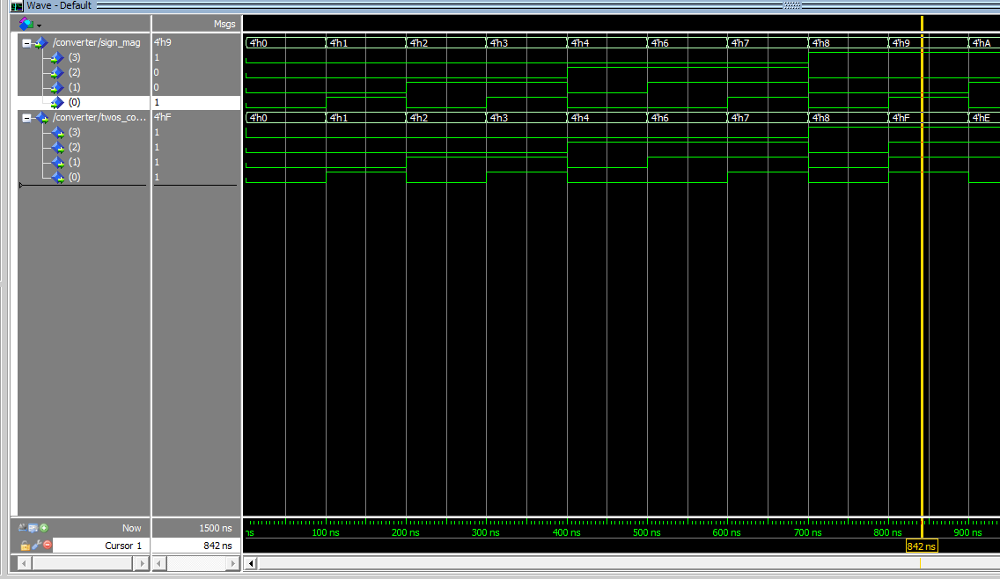 Wave - Default
Msgs
/converter/sign_mag 4'h9 4'h0 4'h1 4'h2 4'h3 4'h4 4'h6 4'h7 4'h8 4'h9 4'hA
(3) 1
(2) 0
(1) 0
(0) 1
/converter/twos_co... 4'hF 4'h0 4'h1 4'h2 4'h3 4'h4 4'h6 4'h7 4'h8 4'hF 4'hE
(3) 1
(2) 1
(1) 1
(0) 1
Now 1500 ns ns 100 ns 200 ns 300 ns 400 ns 500 ns 600 ns 700 ns 800 ns 900 ns
Cursor 1 842 ns 842 ns